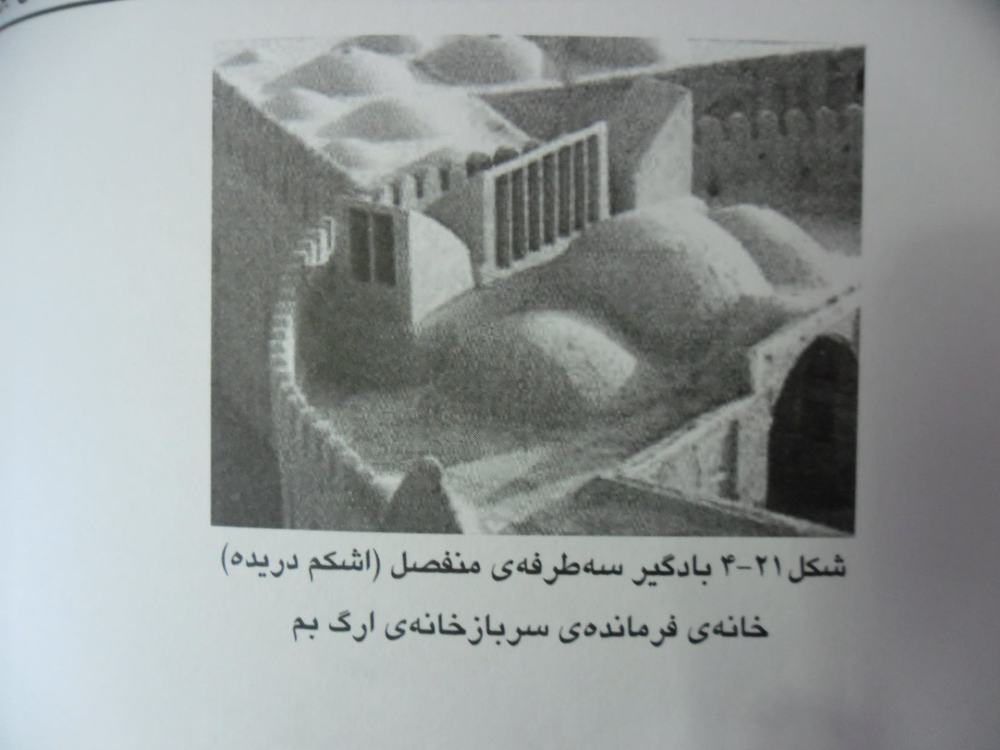 شکل ۲۱-۴ بادگیر سه‌طرفه‌ی منفصل (اشکم دریده)
خانه‌ی فرمانده‌ی سربازخانه‌ی ارگ بم